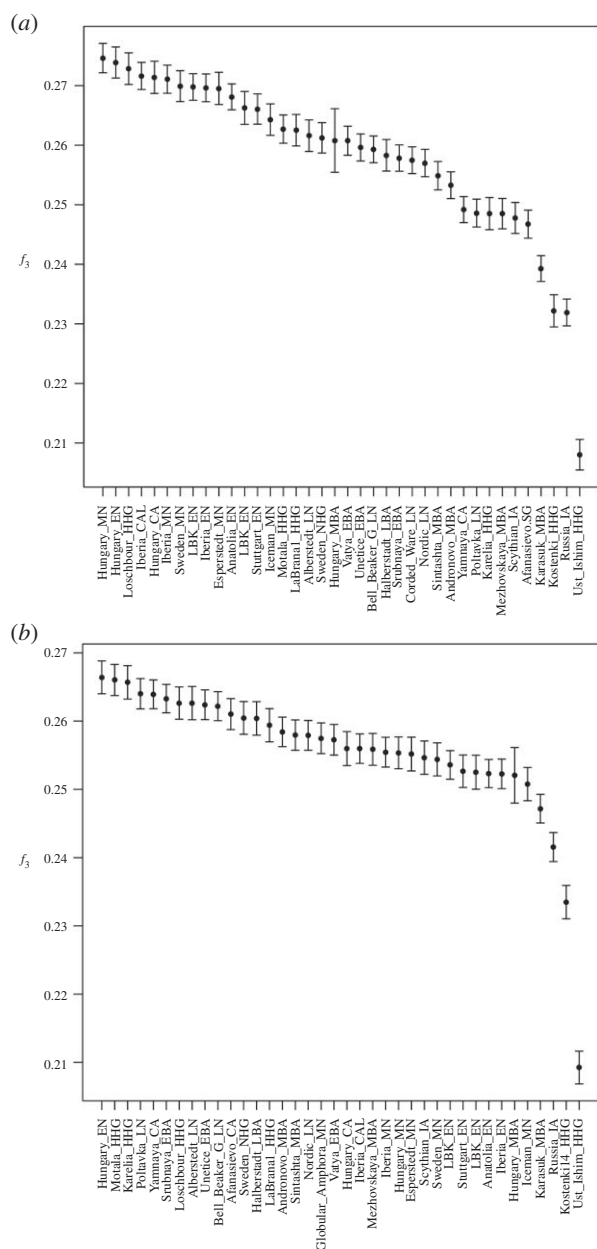 (a)
0.27
0.26
0.25
f3
0.24
0.23
0.21
Hungary_MN
Hungary_EN
Loschbour_HHG
Iberia_CAL
Hungary_CA
Iberia_MN
Sweden_MN
LBK_EN
Iberia_EN
Esperstedt_MN
Anatolia_EN
LBK_EN
Stuttgart_EN
Iceman_MN
Motala_HHG
LaBrana1_HHG
Alberstedt_LN
Sweden_NHG
Hungary_MBA
Vatya_EBA
Unetice_EBA
Bell_Beaker_G_LN
Halberstadt_LBA
Srubnaya_EBA
Corded_Ware_LN
Nordic_LN
Sintashta_MBA
Andronovo_MBA
Yamnaya_CA
Poltavka_LN
Karelia_HHG
Mezhovskaya_MBA
Scythian_IA
Afanasievo.SG
Karasuk_MBA
Kostenki_HHG
Russia_IA
Ust_Ishim_HHG
(b)
0.27
0.26
0.25
f3
0.24
0.23
0.22
0.21
Hungary_EN
Motala_HHG
Karelia_HHG
Poltavka_LN
Yamnaya_CA
Srubnaya_EBA
Loschbour_HHG
Alberstedt_LN
Unetice_EBA
Bell_Beaker_G_LN
Afanasievo_CA
Sweden_NHG
Halberstadt_LBA
LaBrana1_HHG
Andronovo_MBA
Sintashta_MBA
Nordic_LN
Globular_Amphora_MN
Vatya_EBA
Hungary_CA
Iberia_CAL
Mezhovskaya_MBA
Iberia_MN
Hungary_MN
Esperstedt_MN
Scythian_IA
Sweden_MN
LBK_EN
Stuttgart_EN
LBK_EN
Anatolia_EN
Iberia_EN
Hungary_MBA
Iceman_MN
Karasuk_MBA
Russia_IA
Kostenki14_HHG
Ust_Ishim_HHG